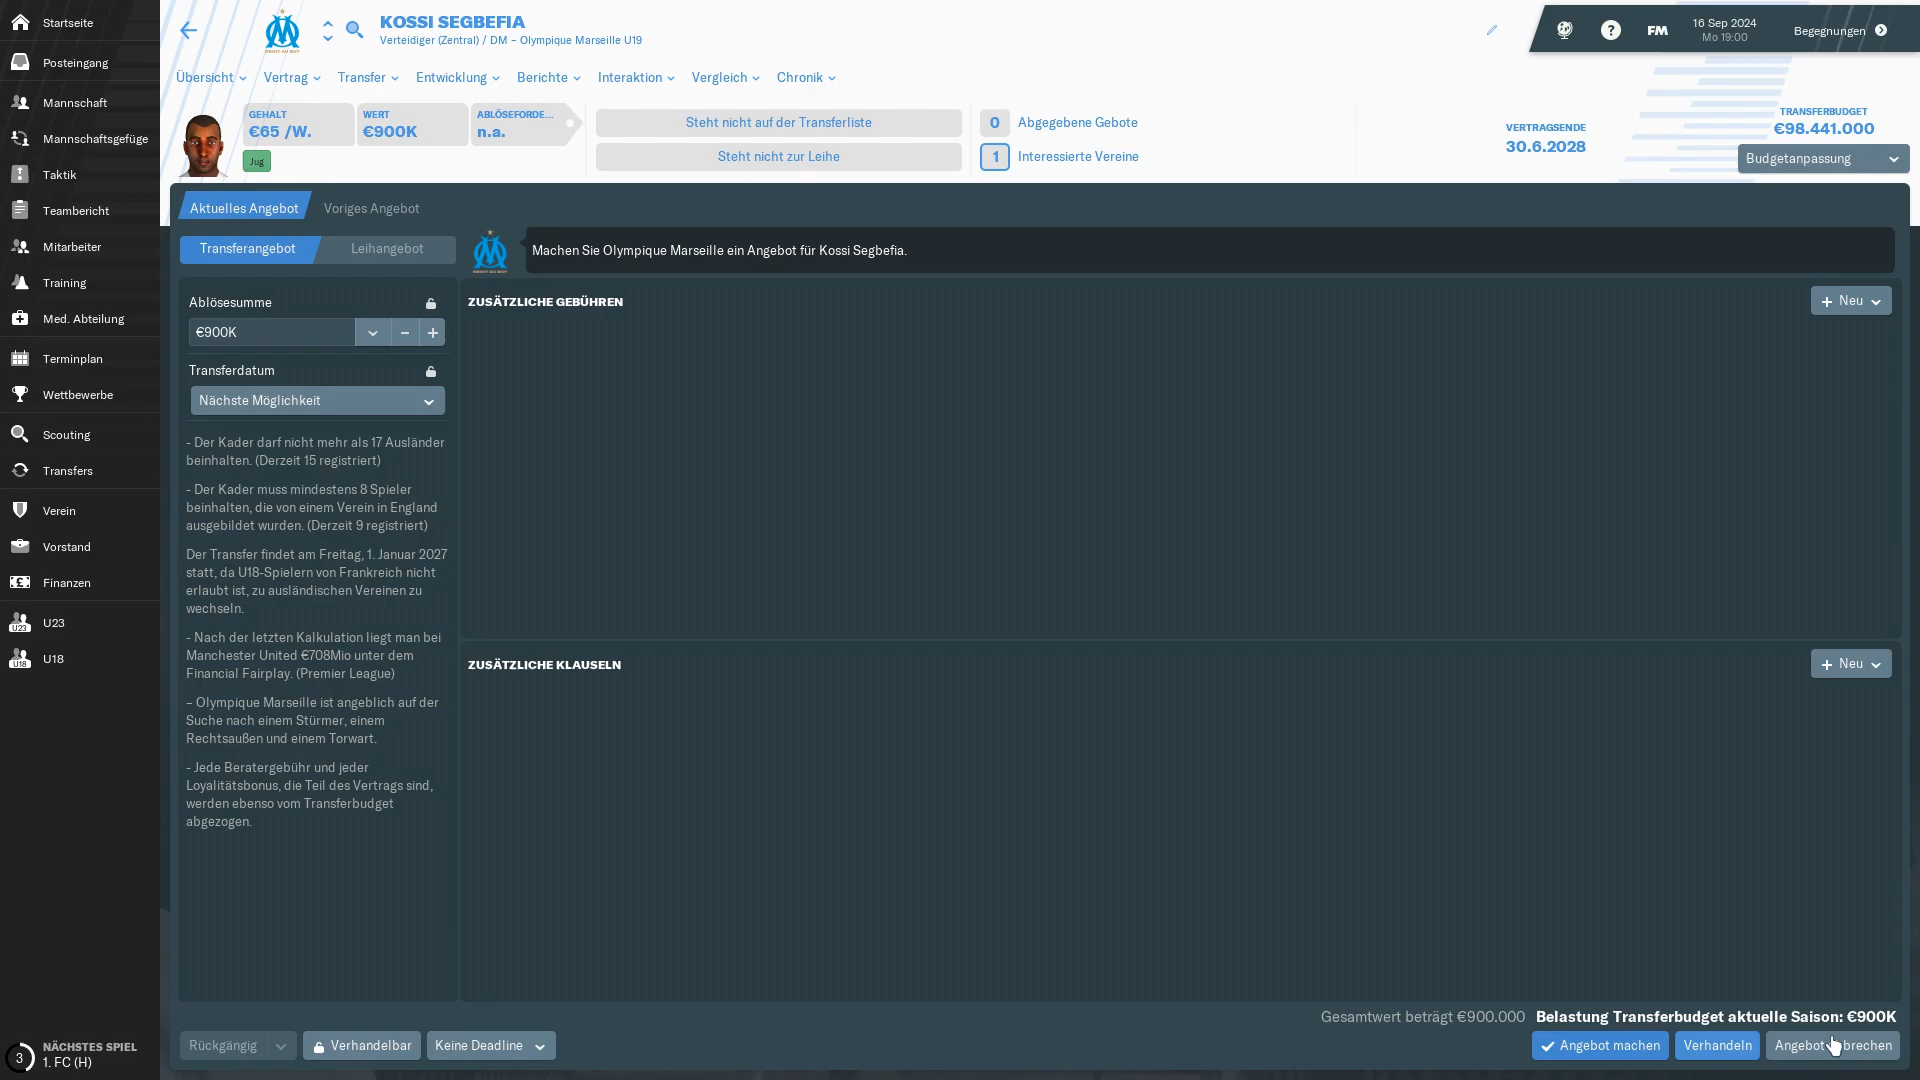 Startseite
Posteingang
Mannschaft
Mannschaftsgefüge
Taktik
Teambericht
Mitarbeiter
Training
Med. Abteilung
Terminplan
Wettbewerbe
Scouting
Transfers
Verein
Vorstand
Finanzen
U23
U23
U18
U18
3
NÄCHSTES SPIEL
1. FC (H)
KOSSI SEGBEFIA
Verteidiger (Zentral) / DM – Olympique Marseille U19
?
FM
16 Sep 2024
Mo 19:00
Begegnungen
Übersicht
Vertrag
Transfer
Entwicklung
Berichte
Interaktion
Vergleich
Chronik
GEHALT
€65 /W.
WERT
€900K
ABLÖSEFORDE...
n.a.
Jug
Steht nicht auf der Transferliste
Steht nicht zur Leihe
0 Abgegebene Gebote
1 Interessierte Vereine
VERTRAGSENDE
30.6.2028
TRANSFERBUDGET
€98.441.000
Budgetanpassung
Aktuelles Angebot
Voriges Angebot
Transferangebot
Leihangebot
Machen Sie Olympique Marseille ein Angebot für Kossi Segbefia.
Ablösesumme
€900K
Transferdatum
Nächste Möglichkeit
- Der Kader darf nicht mehr als 17 Ausländer
beinhalten. (Derzeit 15 registriert)
- Der Kader muss mindestens 8 Spieler
beinhalten, die von einem Verein in England
ausgebildet wurden. (Derzeit 9 registriert)
Der Transfer findet am Freitag, 1. Januar 2027
statt, da U18-Spielern von Frankreich nicht
erlaubt ist, zu ausländischen Vereinen zu
wechseln.
- Nach der letzten Kalkulation liegt man bei
Manchester United €708Mio unter dem
Financial Fairplay. (Premier League)
– Olympique Marseille ist angeblich auf der
Suche nach einem Stürmer, einem
Rechtsaußen und einem Torwart.
- Jede Beratergebühr und jeder
Loyalitätsbonus, die Teil des Vertrags sind,
werden ebenso vom Transferbudget
abgezogen.
ZUSÄTZLICHE GEBÜHREN
+ Neu
ZUSÄTZLICHE KLAUSELN
+ Neu
Gesamtwert beträgt €900.000 Belastung Transferbudget aktuelle Saison: €900K
Rückgängig
Verhandelbar
Keine Deadline
Angebot machen
Verhandeln
Angebot